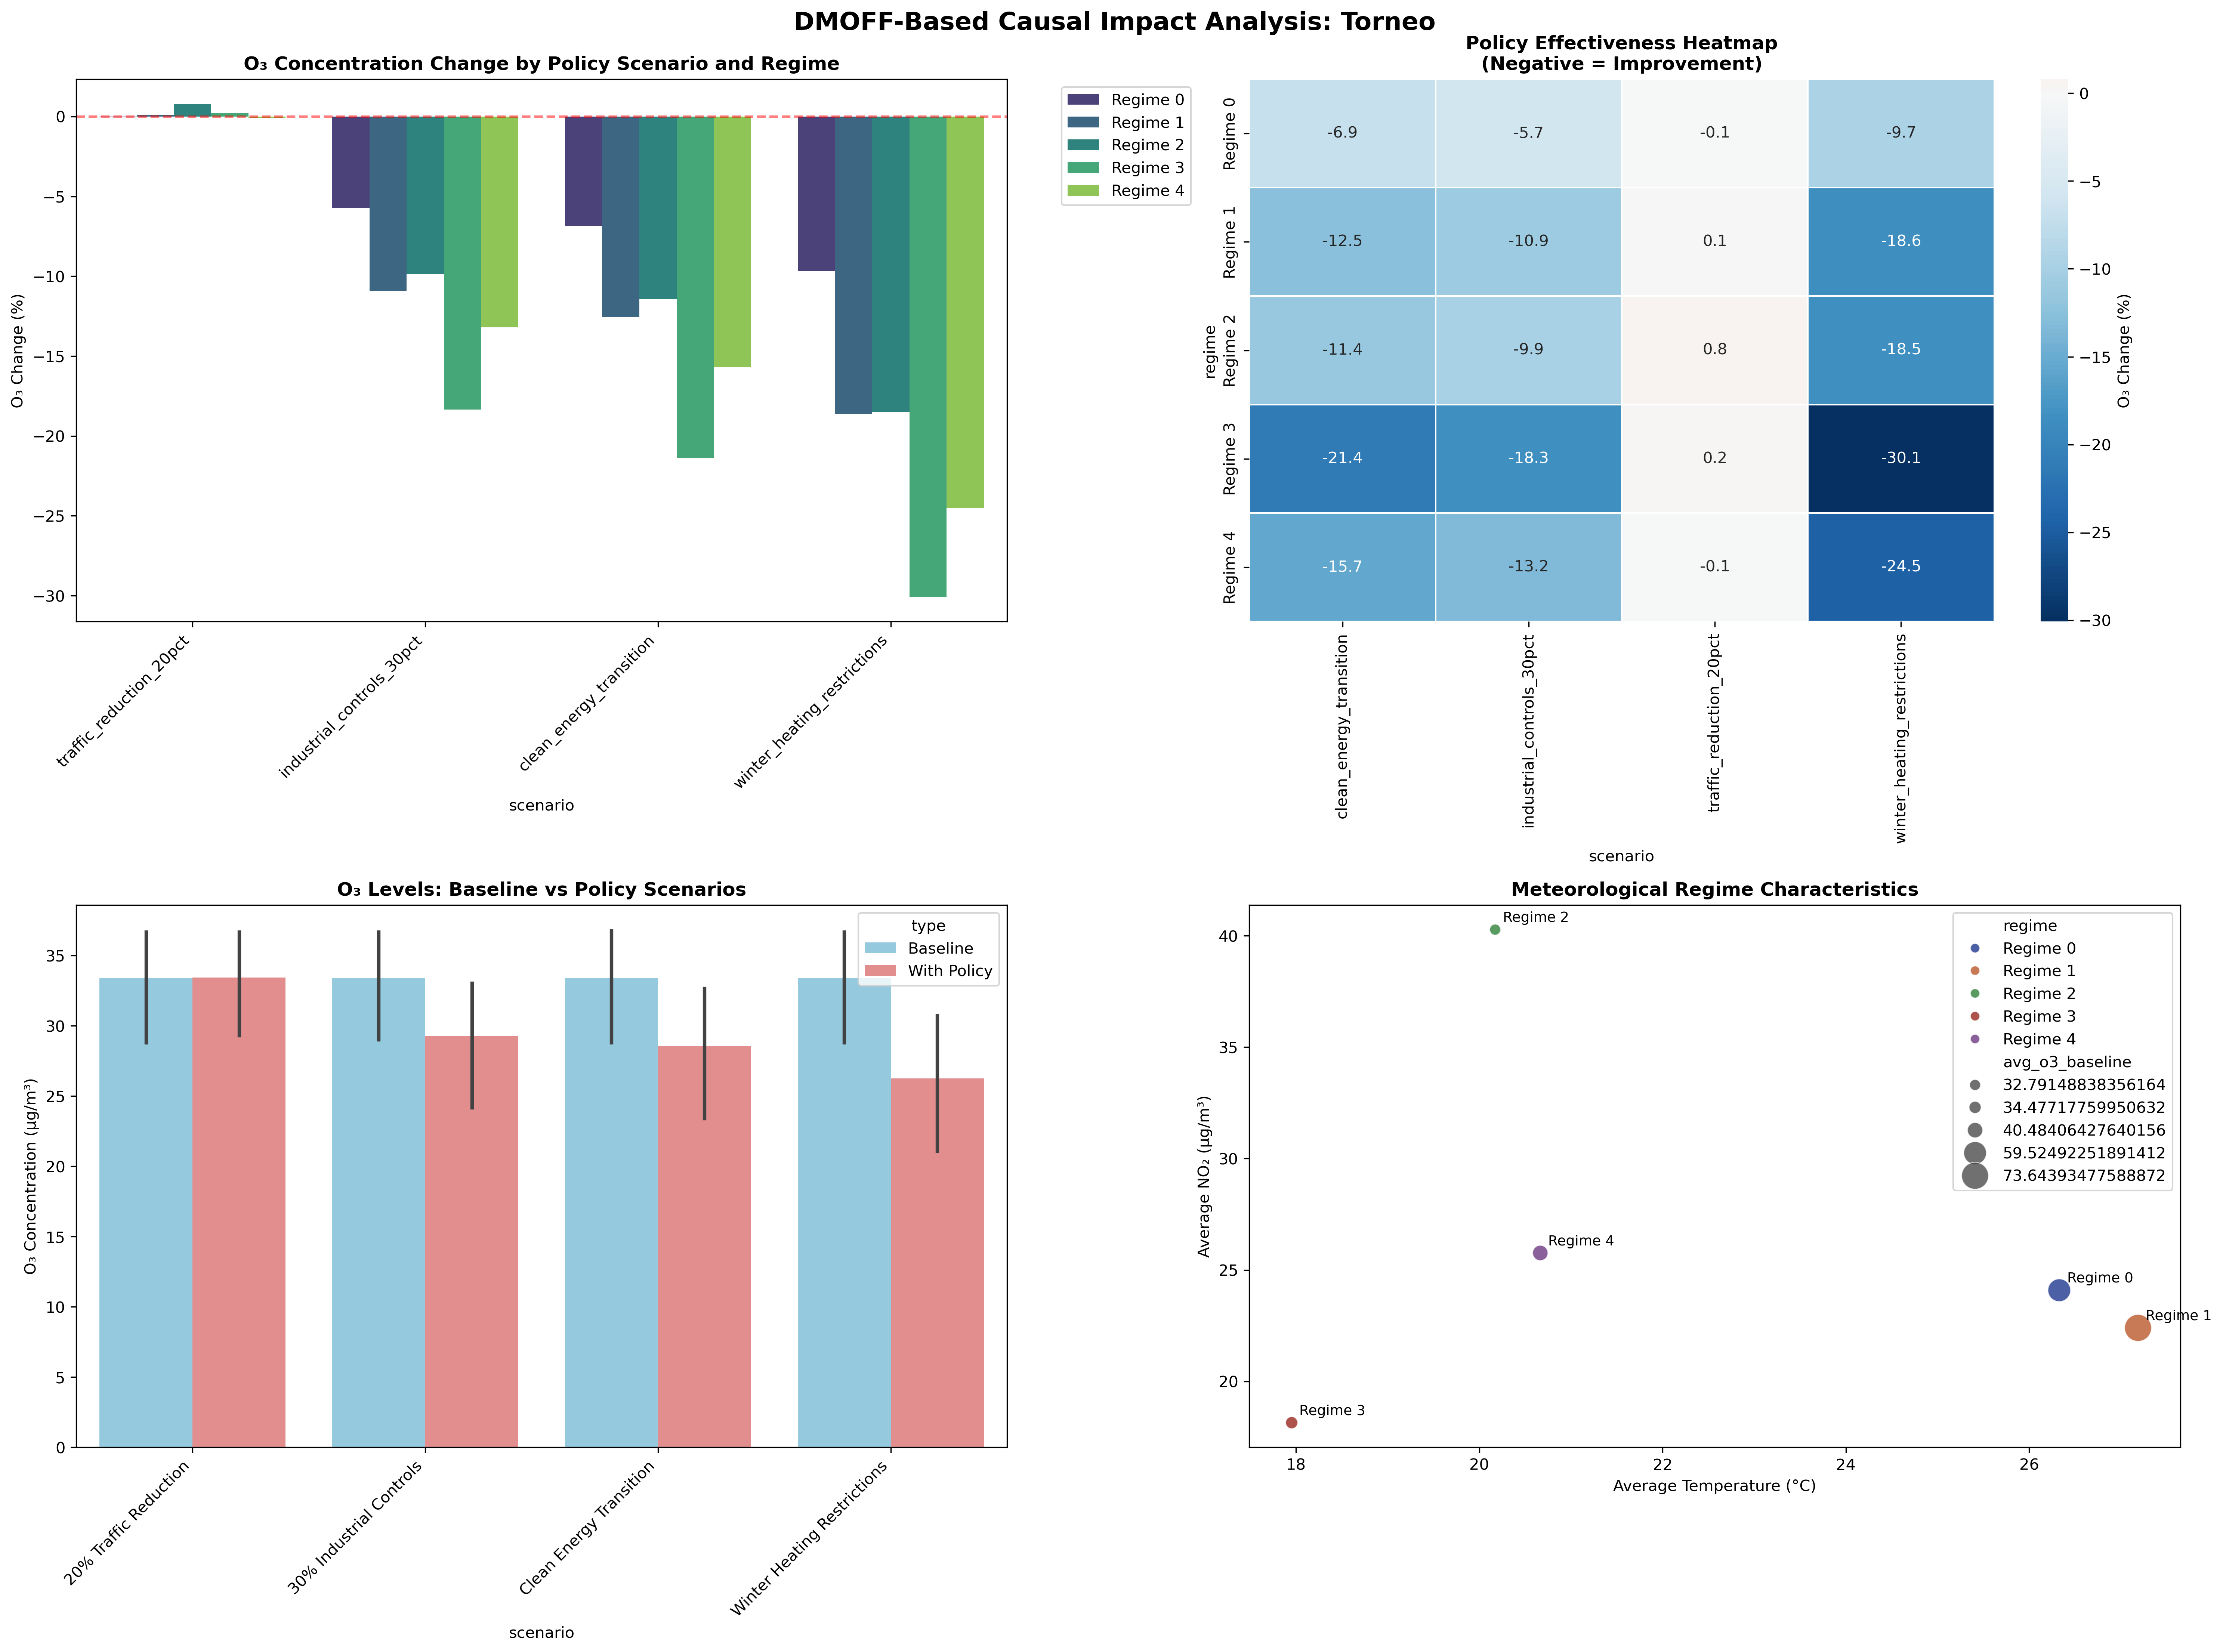 DMOFF-Based Causal Impact Analysis: Torneo
O₃ Concentration Change by Policy Scenario and Regime
O₃ Change (%)
0
−5
−10
−15
−20
−25
−30
traffic_reduction_20pct
industrial_controls_30pct
clean_energy_transition
winter_heating_restrictions
scenario
Regime 0
Regime 1
Regime 2
Regime 3
Regime 4
Policy Effectiveness Heatmap
(Negative = Improvement)
regime
Regime 0
Regime 1
Regime 2
Regime 3
Regime 4
-6.9 -5.7 -0.1 -9.7
-12.5 -10.9 0.1 -18.6
-11.4 -9.9 0.8 -18.5
-21.4 -18.3 0.2 -30.1
-15.7 -13.2 -0.1 -24.5
clean_energy_transition
industrial_controls_30pct
traffic_reduction_20pct
winter_heating_restrictions
scenario
0
−5
−10
−15
−20
−25
−30
O₃ Change (%)
O₃ Levels: Baseline vs Policy Scenarios
O₃ Concentration (μg/m³)
35
30
25
20
15
10
5
0
type
Baseline
With Policy
20% Traffic Reduction
30% Industrial Controls
Clean Energy Transition
Winter Heating Restrictions
scenario
Meteorological Regime Characteristics
Average NO₂ (μg/m³)
40
35
30
25
20
Regime 2
Regime 4
Regime 0
Regime 1
Regime 3
regime
Regime 0
Regime 1
Regime 2
Regime 3
Regime 4
avg_o3_baseline
32.79148838356164
34.47717759950632
40.48406427640156
59.52492251891412
73.64393477588872
18 20 22 24 26
Average Temperature (°C)